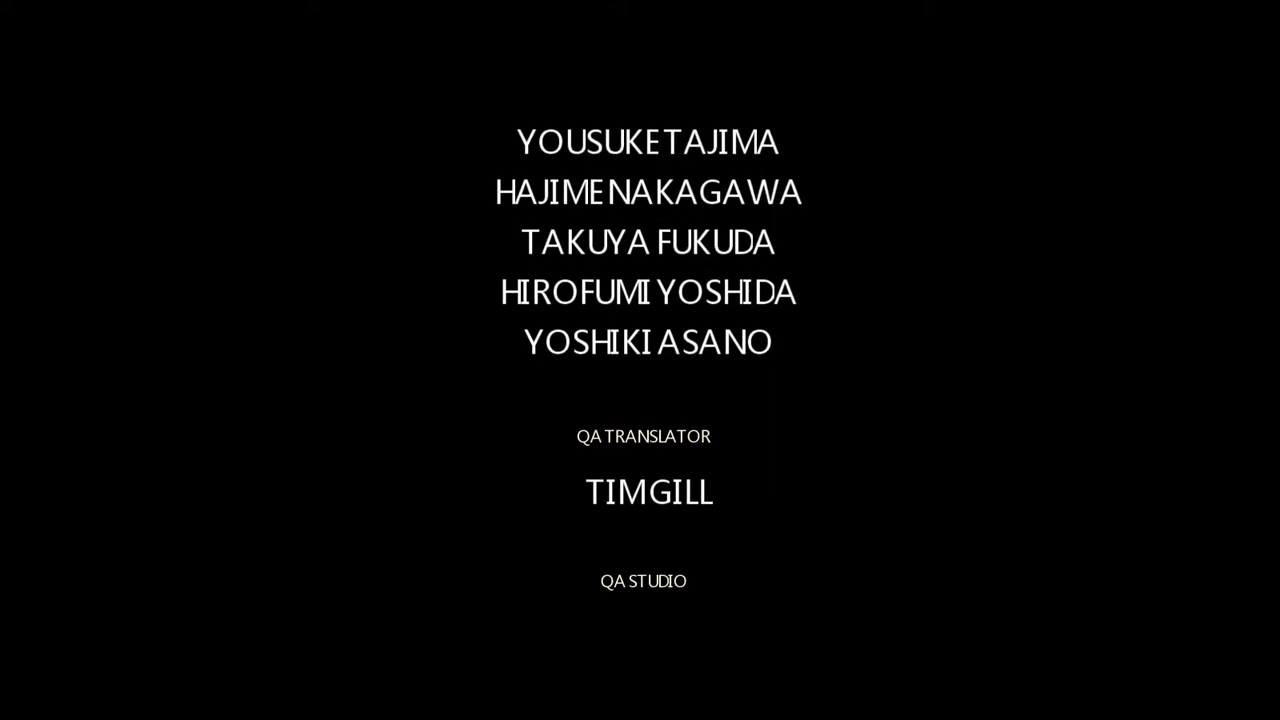 YOUSUKE TAJIMA
HAJIME NAKAGAWA
TAKUYA FUKUDA
HIROFUMI YOSHIDA
YOSHIKI ASANO
QA TRANSLATOR
TIM GILL
QA STUDIO